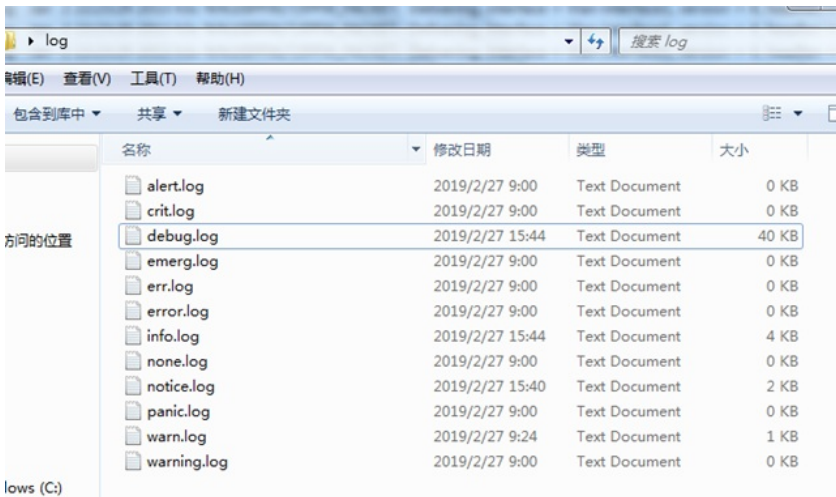 log
搜索 log
编辑(E) 查看(V) 工具(T) 帮助(H)
包含到库中 共享 新建文件夹
名称 修改日期 类型 大小
alert.log 2019/2/27 9:00 Text Document 0 KB
crit.log 2019/2/27 9:00 Text Document 0 KB
访问的位置
debug.log 2019/2/27 15:44 Text Document 40 KB
emerg.log 2019/2/27 9:00 Text Document 0 KB
err.log 2019/2/27 9:00 Text Document 0 KB
error.log 2019/2/27 9:00 Text Document 0 KB
info.log 2019/2/27 15:44 Text Document 4 KB
none.log 2019/2/27 9:00 Text Document 0 KB
notice.log 2019/2/27 15:40 Text Document 2 KB
panic.log 2019/2/27 9:00 Text Document 0 KB
warn.log 2019/2/27 9:24 Text Document 1 KB
warning.log 2019/2/27 9:00 Text Document 0 KB
lows (C:)